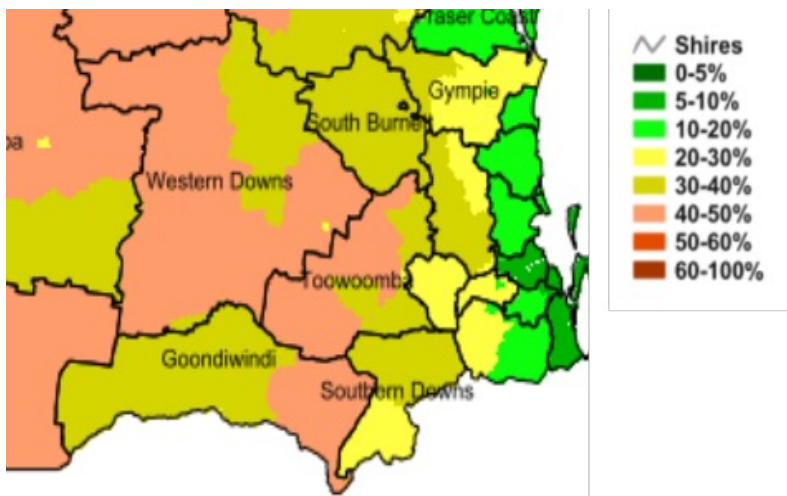 Fraser Coast
Gympie
South Burnett
ba
Western Downs
Toowoomba
Goondiwindi
Southern Downs
Shires
0-5%
5-10%
10-20%
20-30%
30-40%
40-50%
50-60%
60-100%